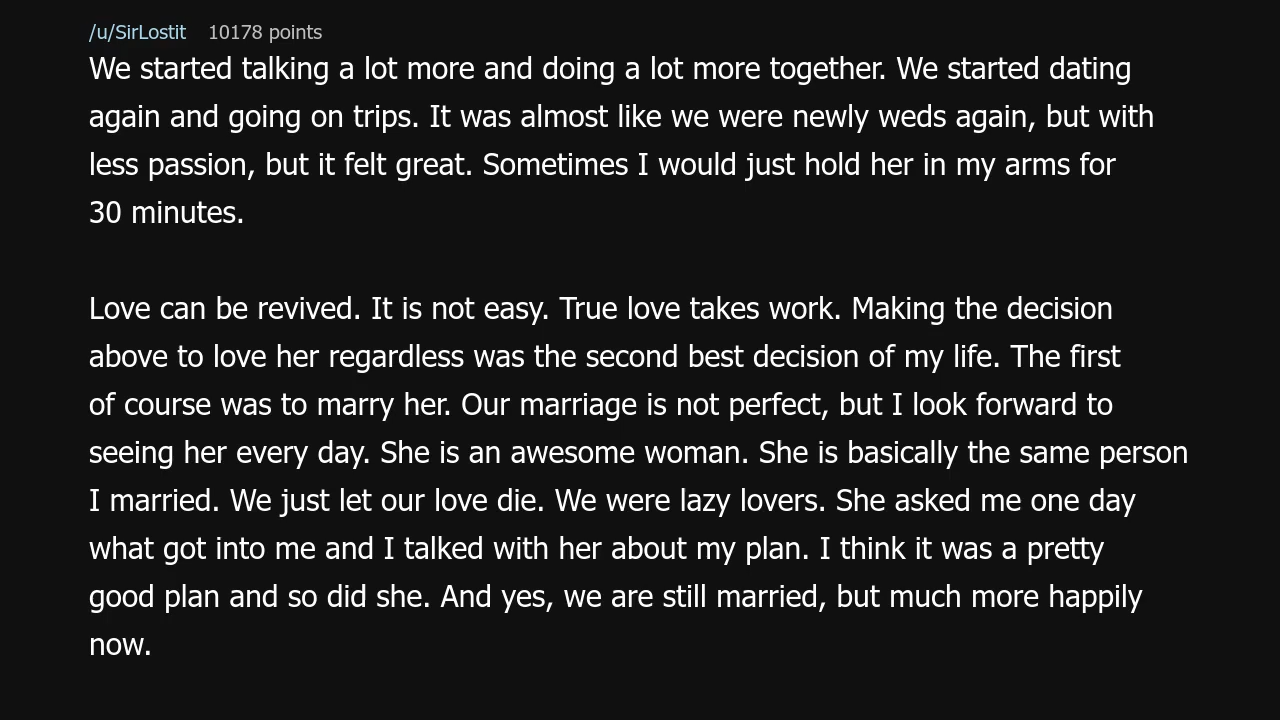 /u/SirLostit 10178 points
We started talking a lot more and doing a lot more together. We started dating
again and going on trips. It was almost like we were newly weds again, but with
less passion, but it felt great. Sometimes I would just hold her in my arms for
30 minutes.
Love can be revived. It is not easy. True love takes work. Making the decision
above to love her regardless was the second best decision of my life. The first
of course was to marry her. Our marriage is not perfect, but I look forward to
seeing her every day. She is an awesome woman. She is basically the same person
I married. We just let our love die. We were lazy lovers. She asked me one day
what got into me and I talked with her about my plan. I think it was a pretty
good plan and so did she. And yes, we are still married, but much more happily
now.